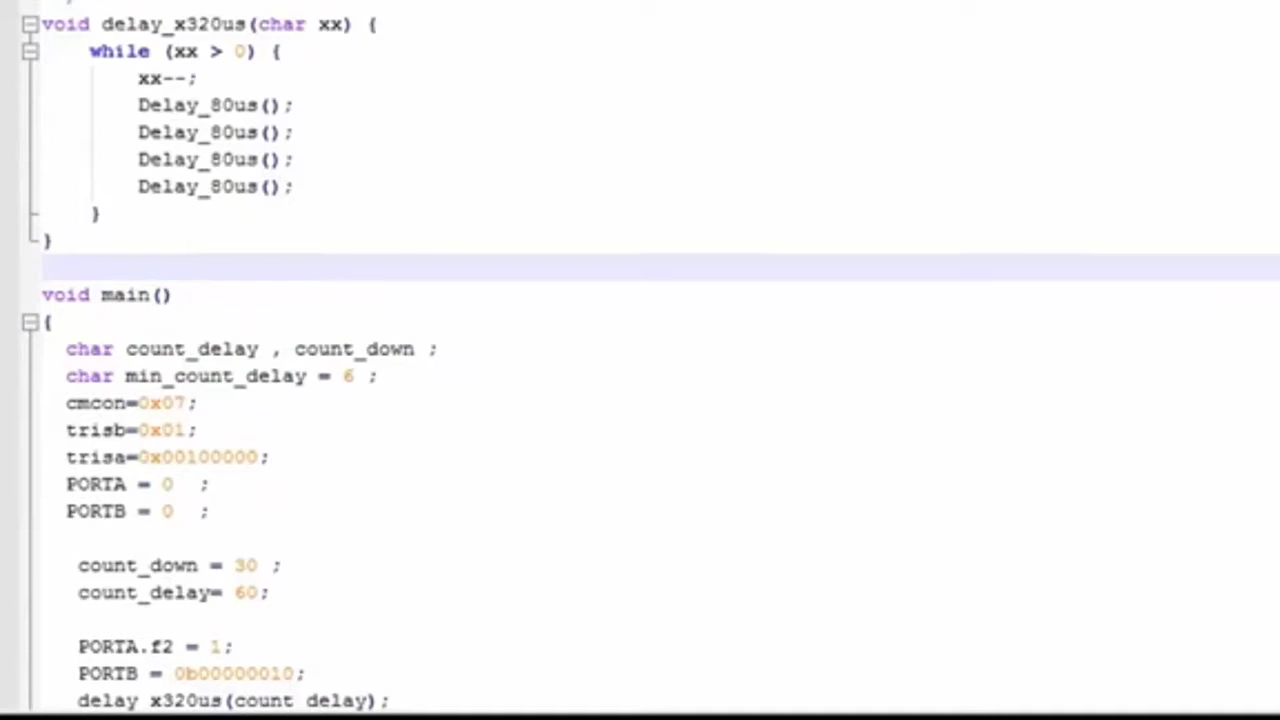 void delay_x320us(char xx) {
while (xx > 0) {
xx--;
Delay_80us();
Delay_80us();
Delay_80us();
Delay_80us();
}
}
void main()
{
char count_delay , count_down ;
char min_count_delay = 6 ;
cmcon=0x07;
trisb=0x01;
trisa=0x00100000;
PORTA = 0 ;
PORTB = 0 ;
count_down = 30 ;
count_delay= 60;
PORTA.f2 = 1;
PORTB = 0b00000010;
delay_x320us(count_delay);